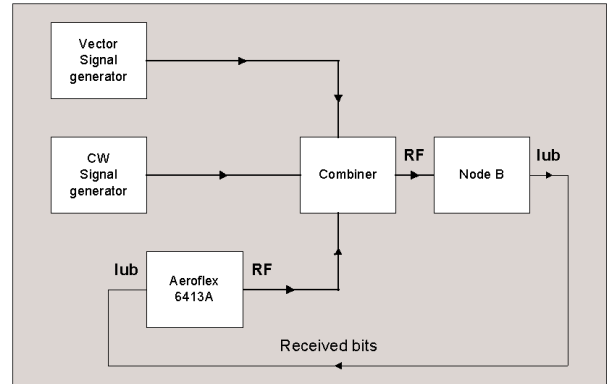 Vector
Signal
generator
CW
Signal
generator
Combiner
RF
Node B
Iub
Iub
Aeroflex
6413A
RF
Received bits